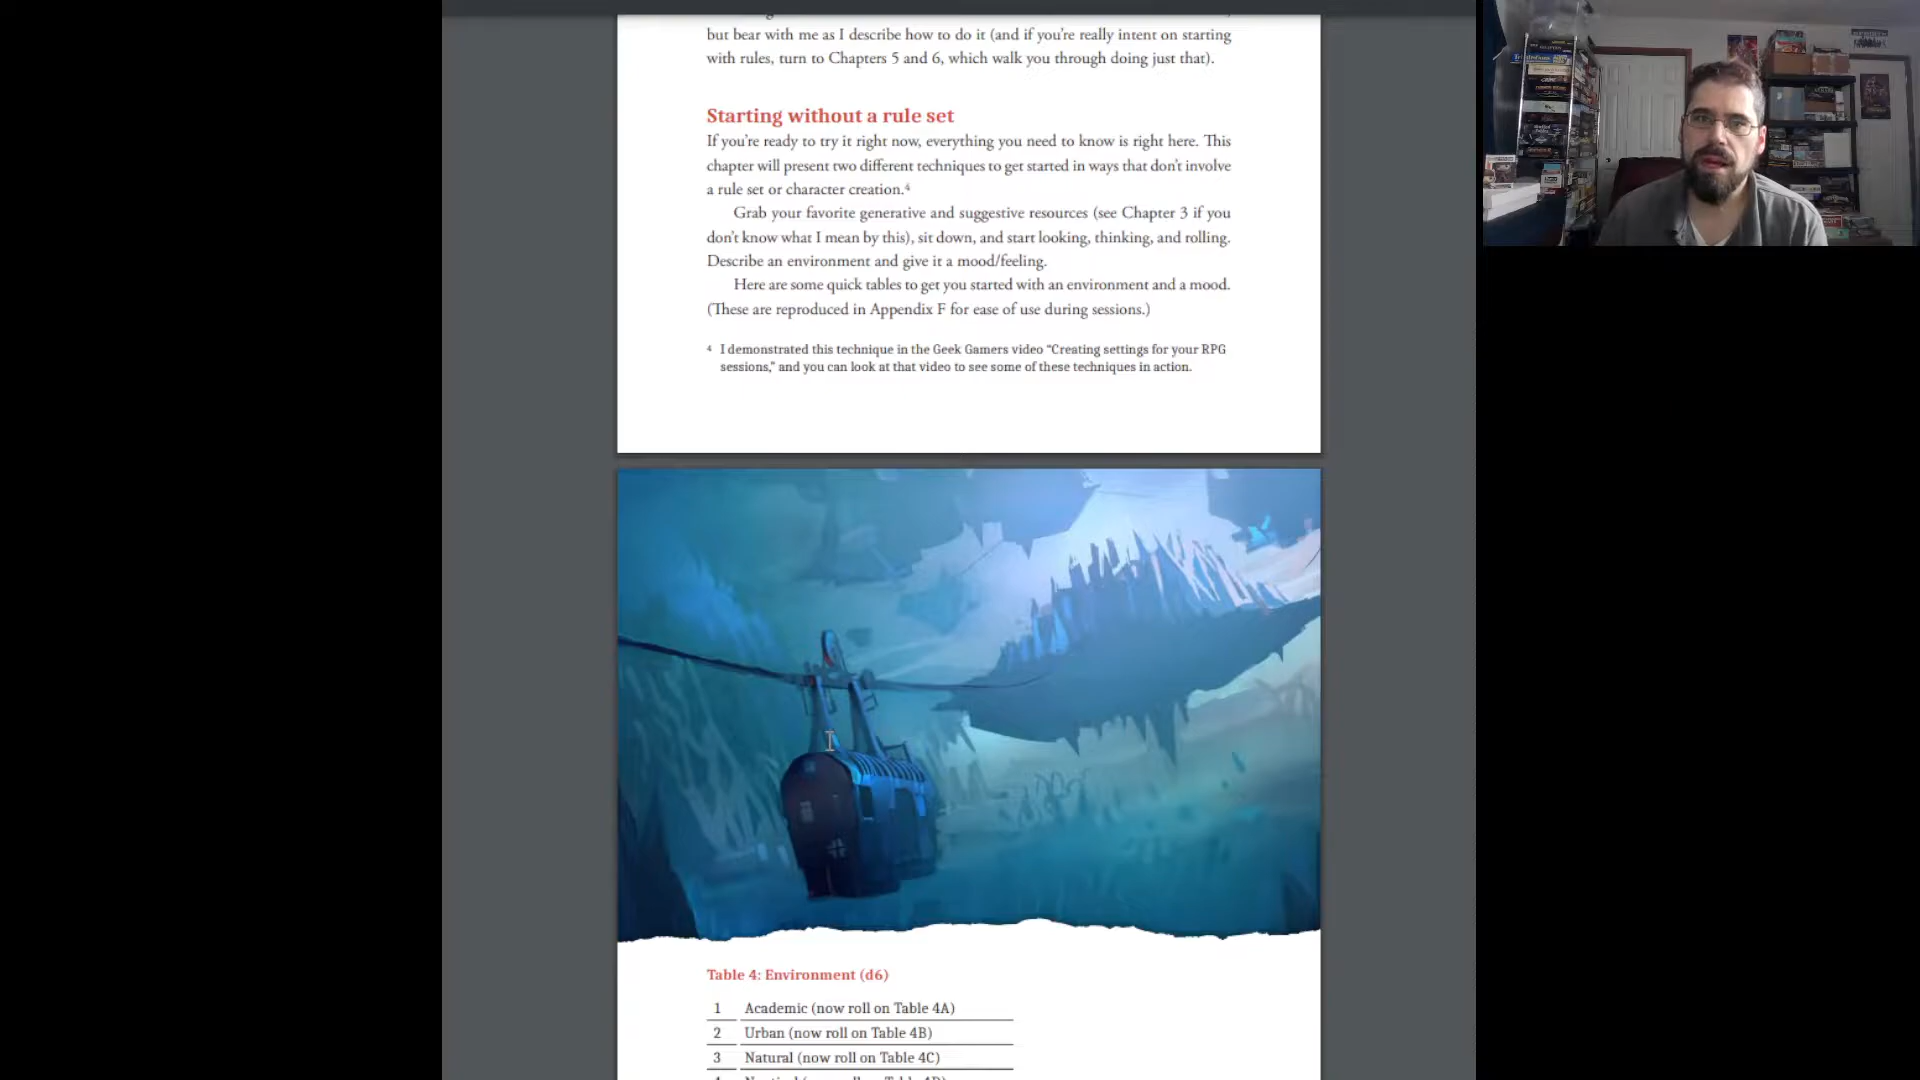 but bear with me as I describe how to do it (and if you're really intent on starting
with rules, turn to Chapters 5 and 6, which walk you through doing just that).
Starting without a rule set
If you're ready to try it right now, everything you need to know is right here. This
chapter will present two different techniques to get started in ways that don't involve
a rule set or character creation.⁴
Grab your favorite generative and suggestive resources (see Chapter 3 if you
don't know what I mean by this), sit down, and start looking, thinking, and rolling.
Describe an environment and give it a mood/feeling.
Here are some quick tables to get you started with an environment and a mood.
(These are reproduced in Appendix F for ease of use during sessions.)
⁴ I demonstrated this technique in the Geek Gamers video “Creating settings for your RPG
sessions,” and you can look at that video to see some of these techniques in action.
Table 4: Environment (d6)
1 Academic (now roll on Table 4A)
2 Urban (now roll on Table 4B)
3 Natural (now roll on Table 4C)